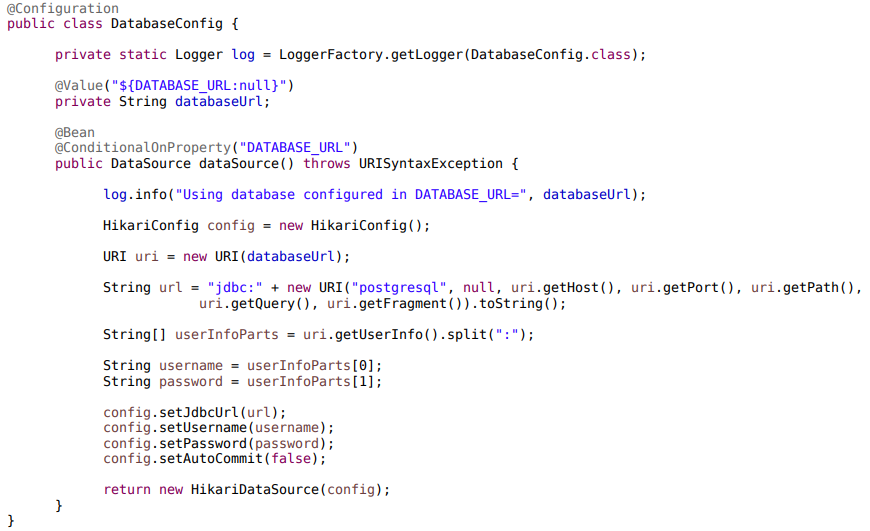 @Configuration
public class DatabaseConfig {
private static Logger log = LoggerFactory.getLogger(DatabaseConfig.class);
@Value("${DATABASE_URL:null}")
private String databaseUrl;
@Bean
@ConditionalOnProperty("DATABASE_URL")
public DataSource dataSource() throws URISyntaxException {
log.info("Using database configured in DATABASE_URL=", databaseUrl);
HikariConfig config = new HikariConfig();
URI uri = new URI(databaseUrl);
String url = "jdbc:" + new URI("postgresql", null, uri.getHost(), uri.getPort(), uri.getPath(),
uri.getQuery(), uri.getFragment()).toString();
String[] userInfoParts = uri.getUserInfo().split(":");
String username = userInfoParts[0];
String password = userInfoParts[1];
config.setJdbcUrl(url);
config.setUsername(username);
config.setPassword(password);
config.setAutoCommit(false);
return new HikariDataSource(config);
}
}